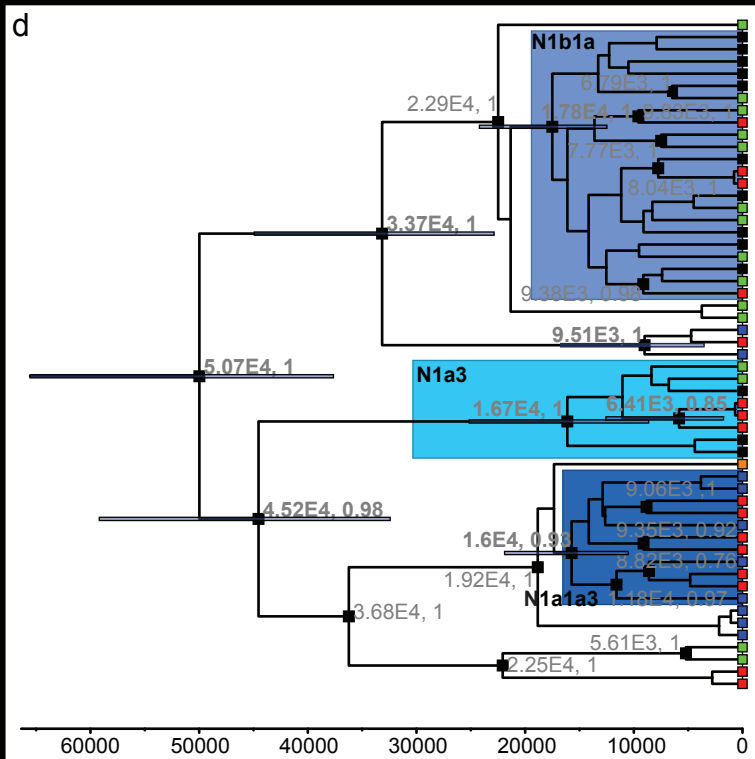 d
N1b1a
6.79E3, 1
2.29E4, 1
1.78E4, 1
9.63E3, 1
7.77E3, 1
8.04E3, 1
3.37E4, 1
9.38E3, 0.98
9.51E3, 1
5.07E4, 1
N1a3
1.67E4, 1
6.41E3, 0.85
9.06E3, 1
4.52E4, 0.98
9.35E3, 0.92
1.6E4, 0.93
8.82E3, 0.76
1.92E4, 1
N1a1a3
1.18E4, 0.97
3.68E4, 1
5.61E3, 1
2.25E4, 1
60000 50000 40000 30000 20000 10000 0